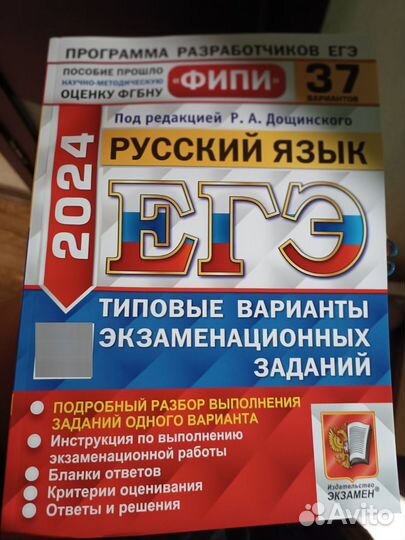 ПРОГРАММА РАЗРАБОТЧИКОВ ЕГЭ
ПОСОБИЕ ПРОШЛО
НАУЧНО-МЕТОДИЧЕСКУЮ
ОЦЕНКУ ФГБНУ
«ФИПИ»
37
ВАРИАНТОВ
Под редакцией Р. А. Дощинского
РУССКИЙ ЯЗЫК
2024
ЕГЭ
ТИПОВЫЕ ВАРИАНТЫ
ЭКЗАМЕНАЦИОННЫХ
ЗАДАНИЙ
• ПОДРОБНЫЙ РАЗБОР ВЫПОЛНЕНИЯ
ЗАДАНИЙ ОДНОГО ВАРИАНТА
• Инструкция по выполнению
экзаменационной работы
• Бланки ответов
• Критерии оценивания
• Ответы и решения
Издательство
ЭКЗАМЕН®
Avito